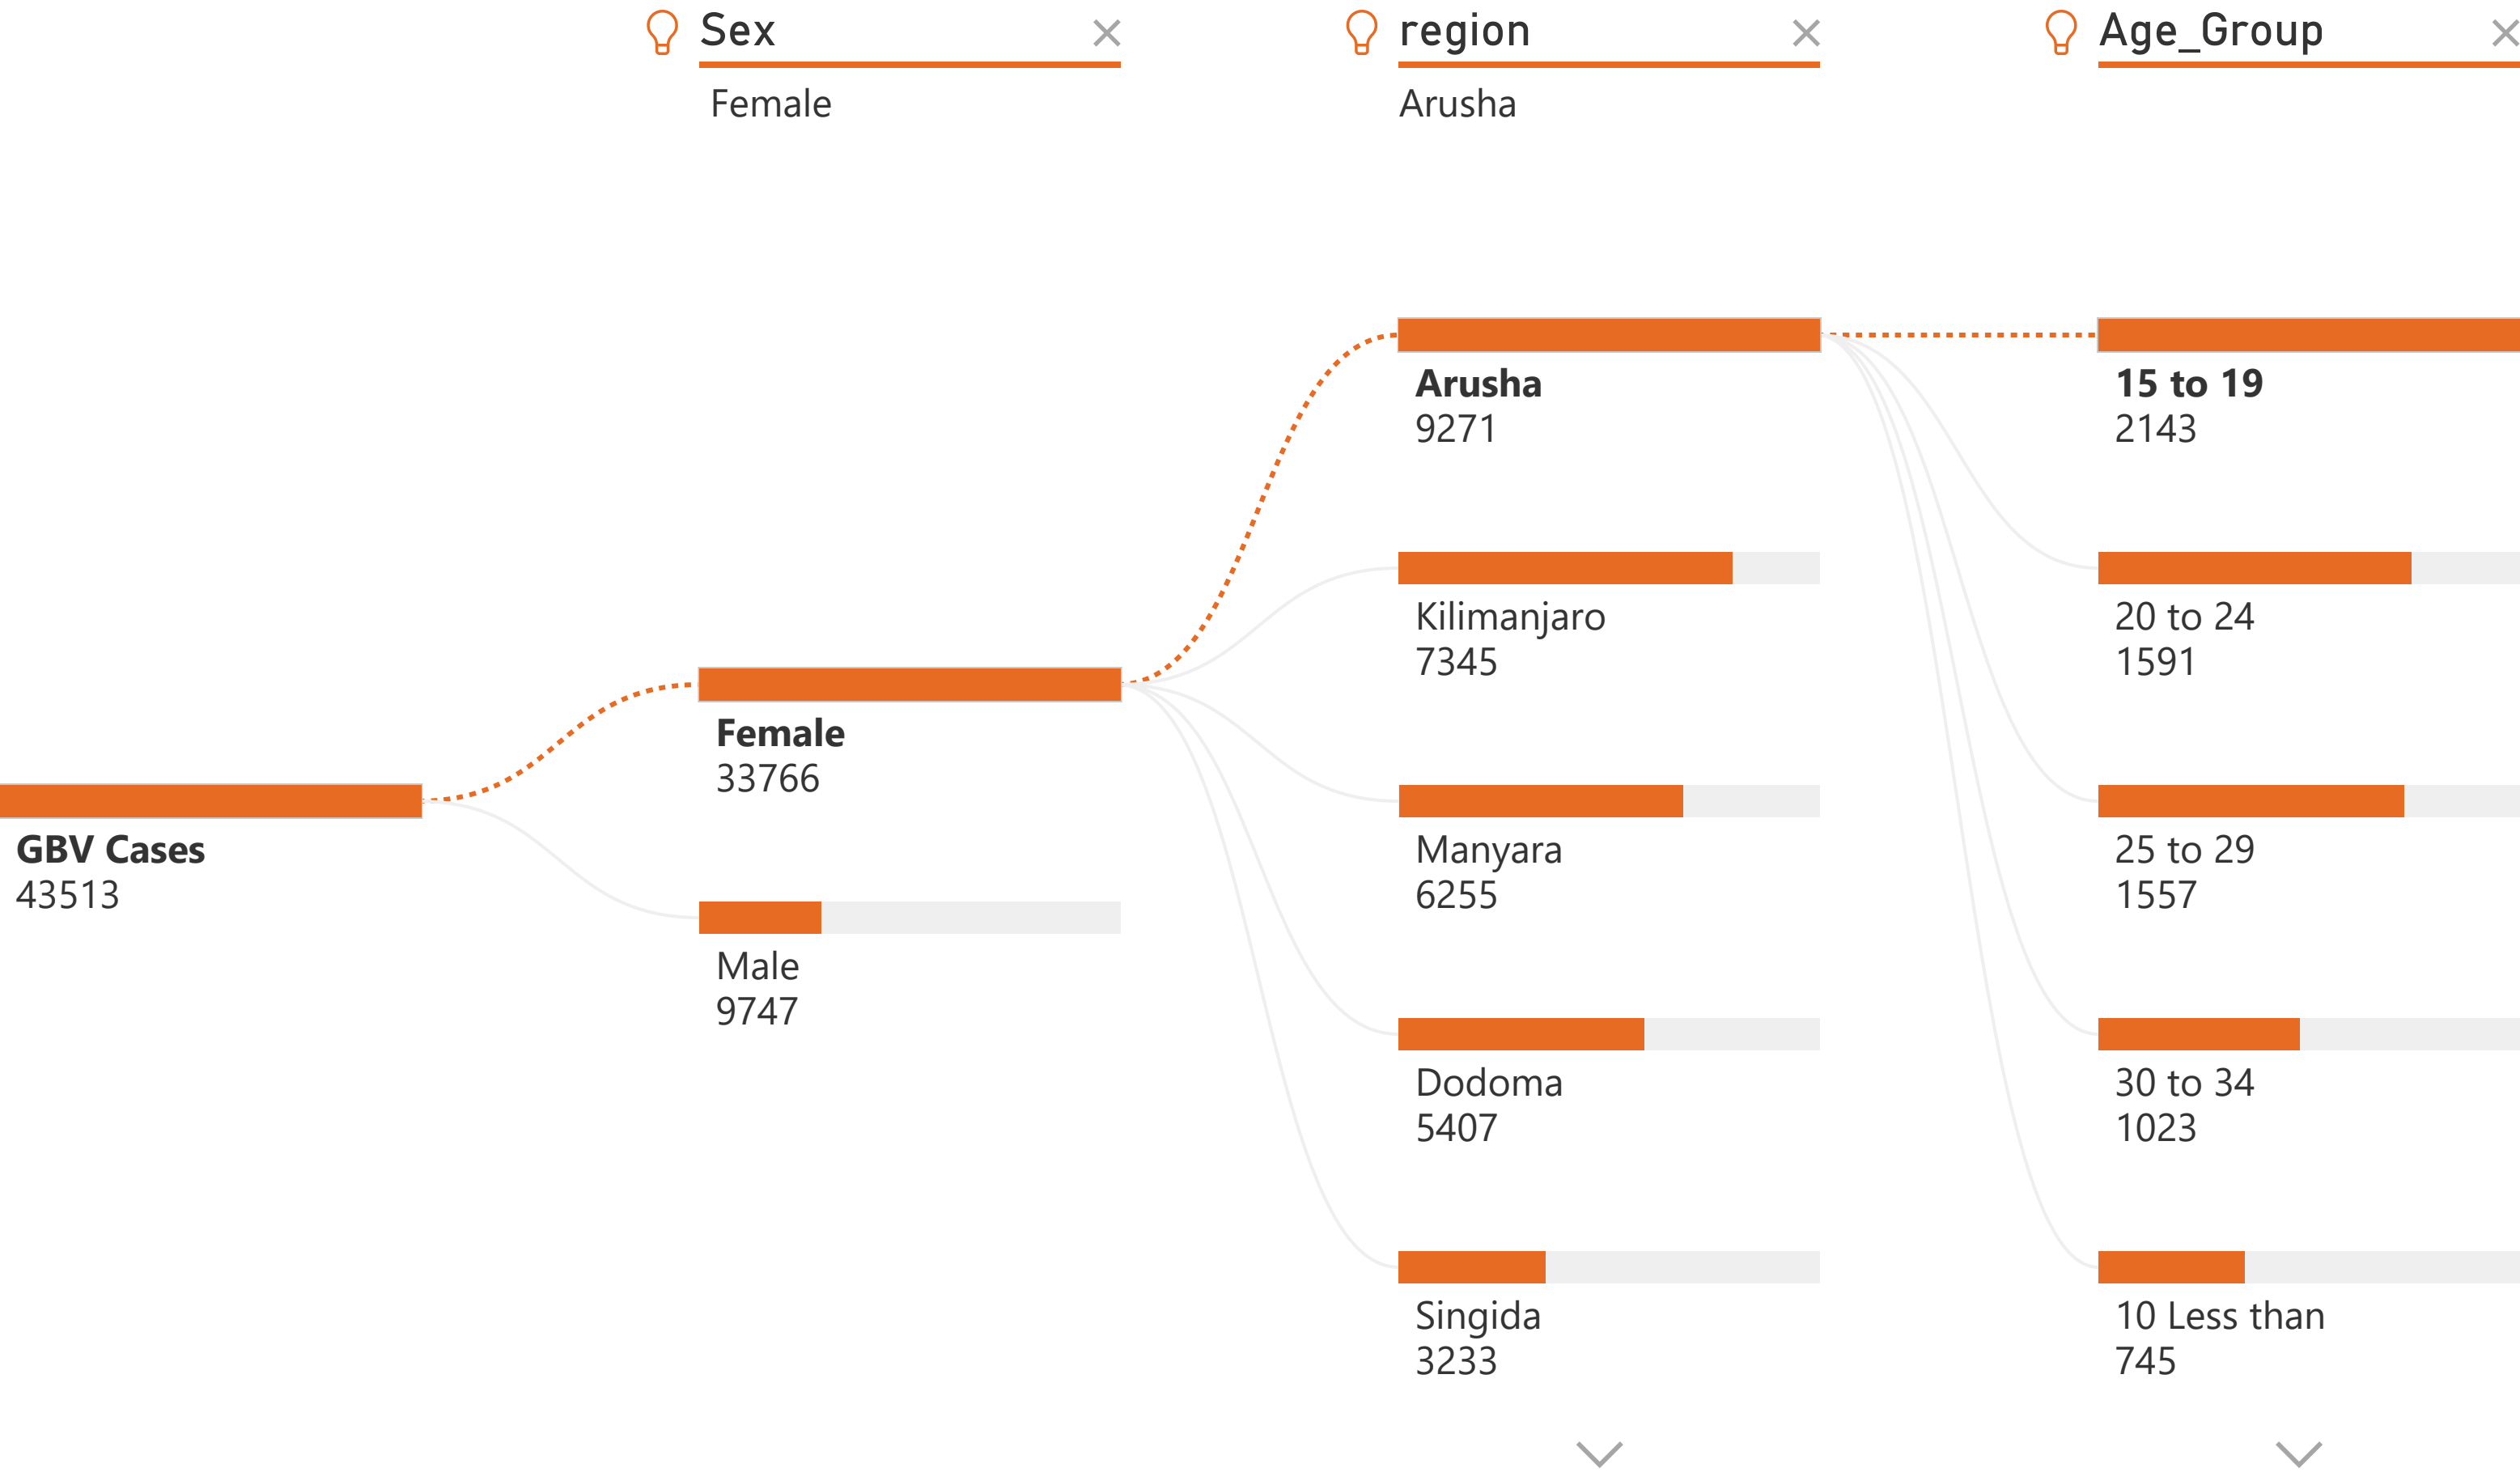 Sex
Female
region
Arusha
Age_Group
GBV Cases
43513
Female
33766
Male
9747
Arusha
9271
Kilimanjaro
7345
Manyara
6255
Dodoma
5407
Singida
3233
15 to 19
2143
20 to 24
1591
25 to 29
1557
30 to 34
1023
10 Less than
745